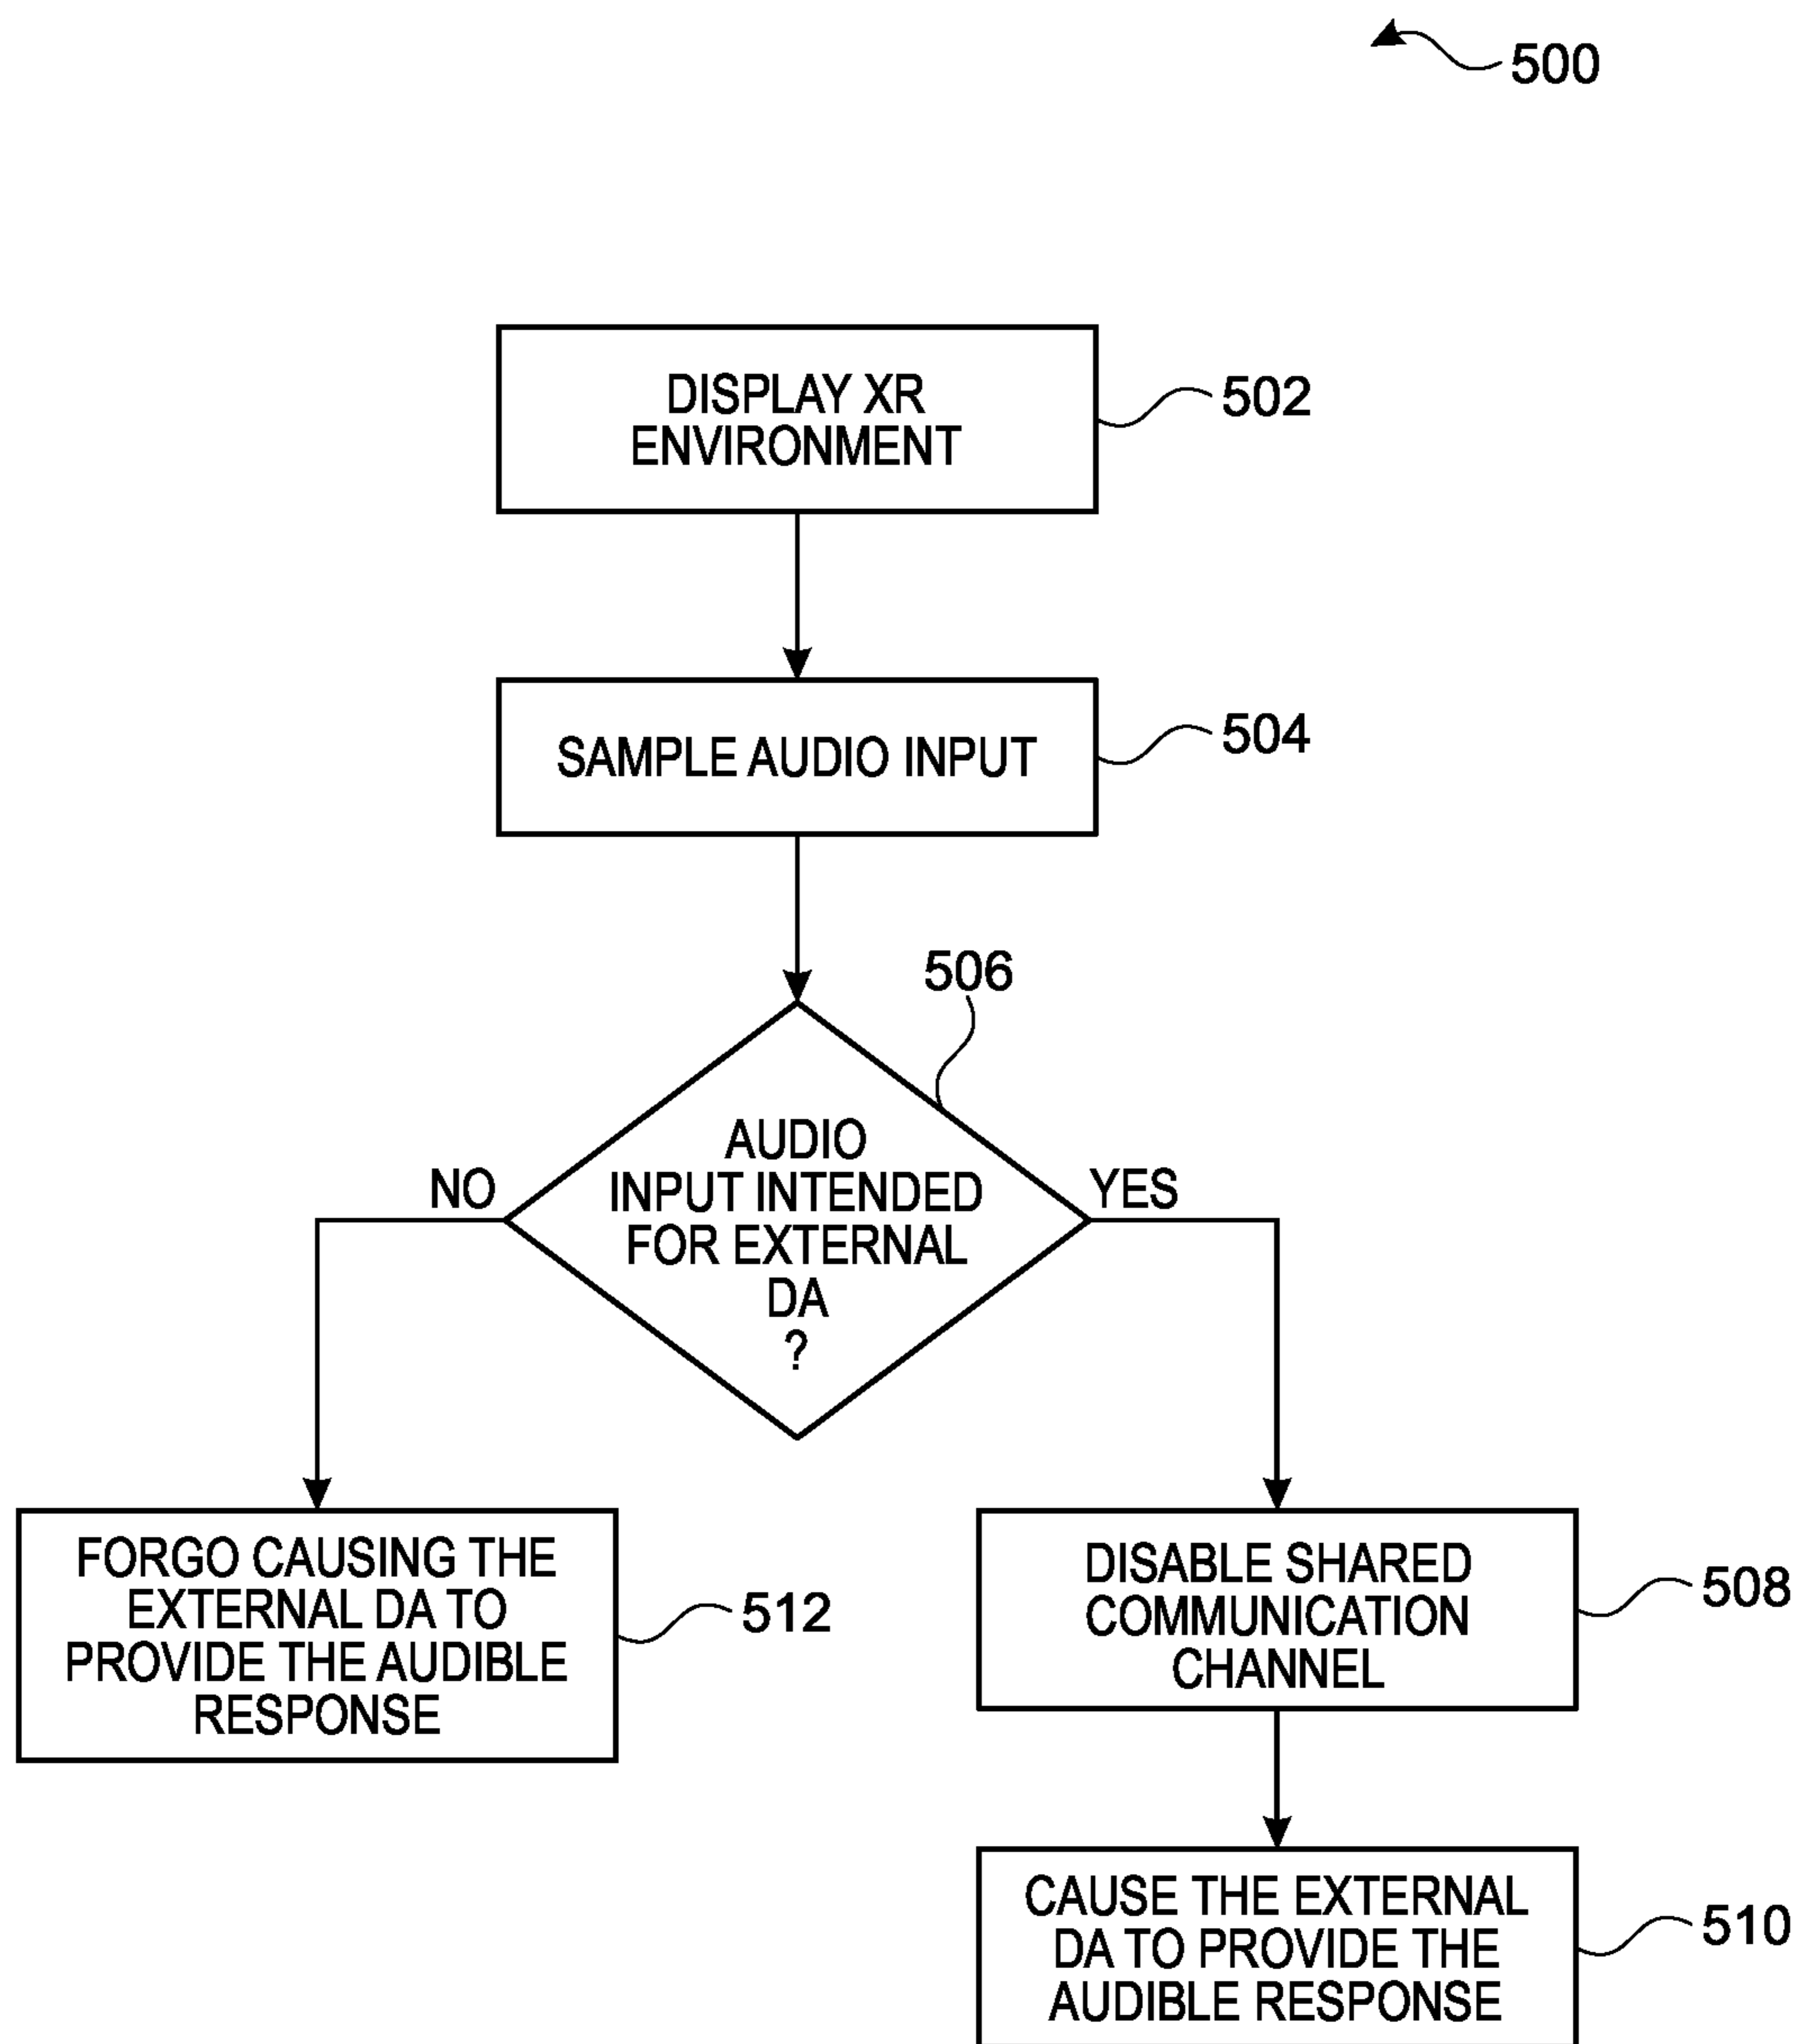 500
DISPLAY XR
ENVIRONMENT
502
SAMPLE AUDIO INPUT
504
506
AUDIO
INPUT INTENDED
FOR EXTERNAL
DA
?
NO
YES
FORGO CAUSING THE
EXTERNAL DA TO
PROVIDE THE AUDIBLE
RESPONSE
512
DISABLE SHARED
COMMUNICATION
CHANNEL
508
CAUSE THE EXTERNAL
DA TO PROVIDE THE
AUDIBLE RESPONSE
510